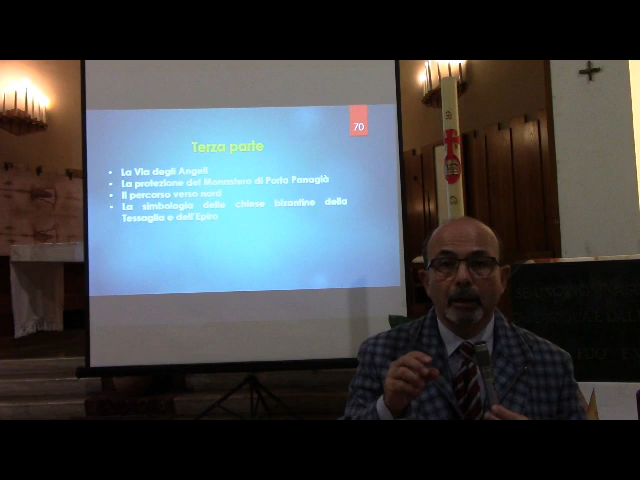 70
Terza parte
• La Via degli Angeli
• La protezione del Monastero di Porta Panagià
• Il percorso verso nord
• La simbologia delle chiese bizantine della
Tessaglia e dell'Epiro
PUO